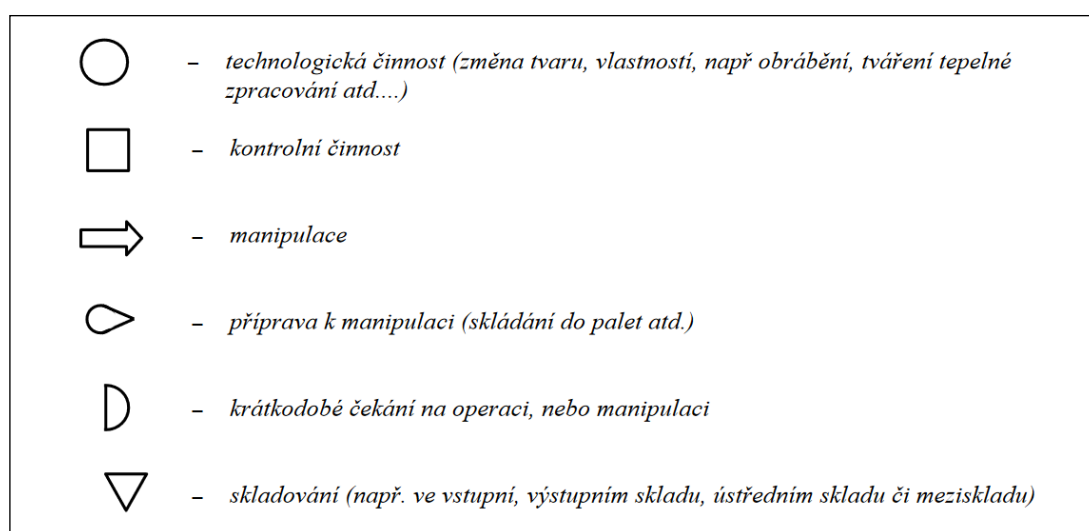 – technologická činnost (změna tvaru, vlastností, např obrábění, tváření tepelné
zpracování atd....)
– kontrolní činnost
– manipulace
– příprava k manipulaci (skládání do palet atd.)
– krátkodobé čekání na operaci, nebo manipulaci
– skladování (např. ve vstupní, výstupním skladu, ústředním skladu či meziskladu)